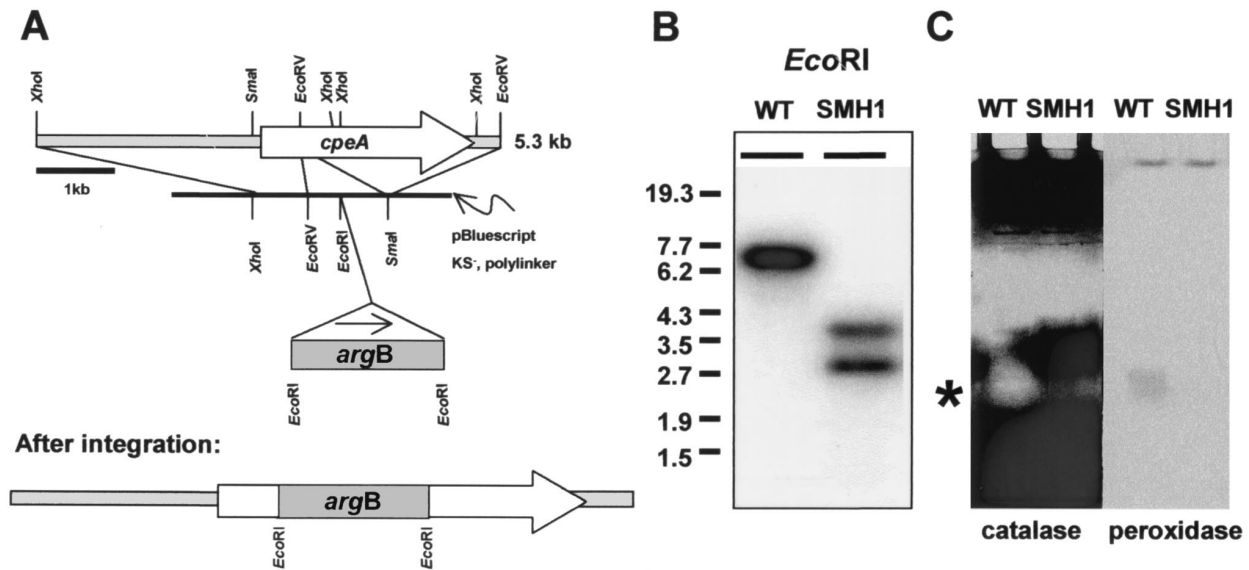 A
XhoI
SmaI
EcoRV
XhoI
XhoI
XhoI
EcoRV
cpeA
5.3 kb
1kb
XhoI
EcoRV
EcoRI
SmaI
pBluescript
KS-, polylinker
argB
EcoRI
EcoRI
After integration:
argB
EcoRI
EcoRI
B
EcoRI
WT SMH1
19.3
7.7
6.2
4.3
3.5
2.7
1.9
1.5
C
WT SMH1 WT SMH1
*
catalase peroxidase